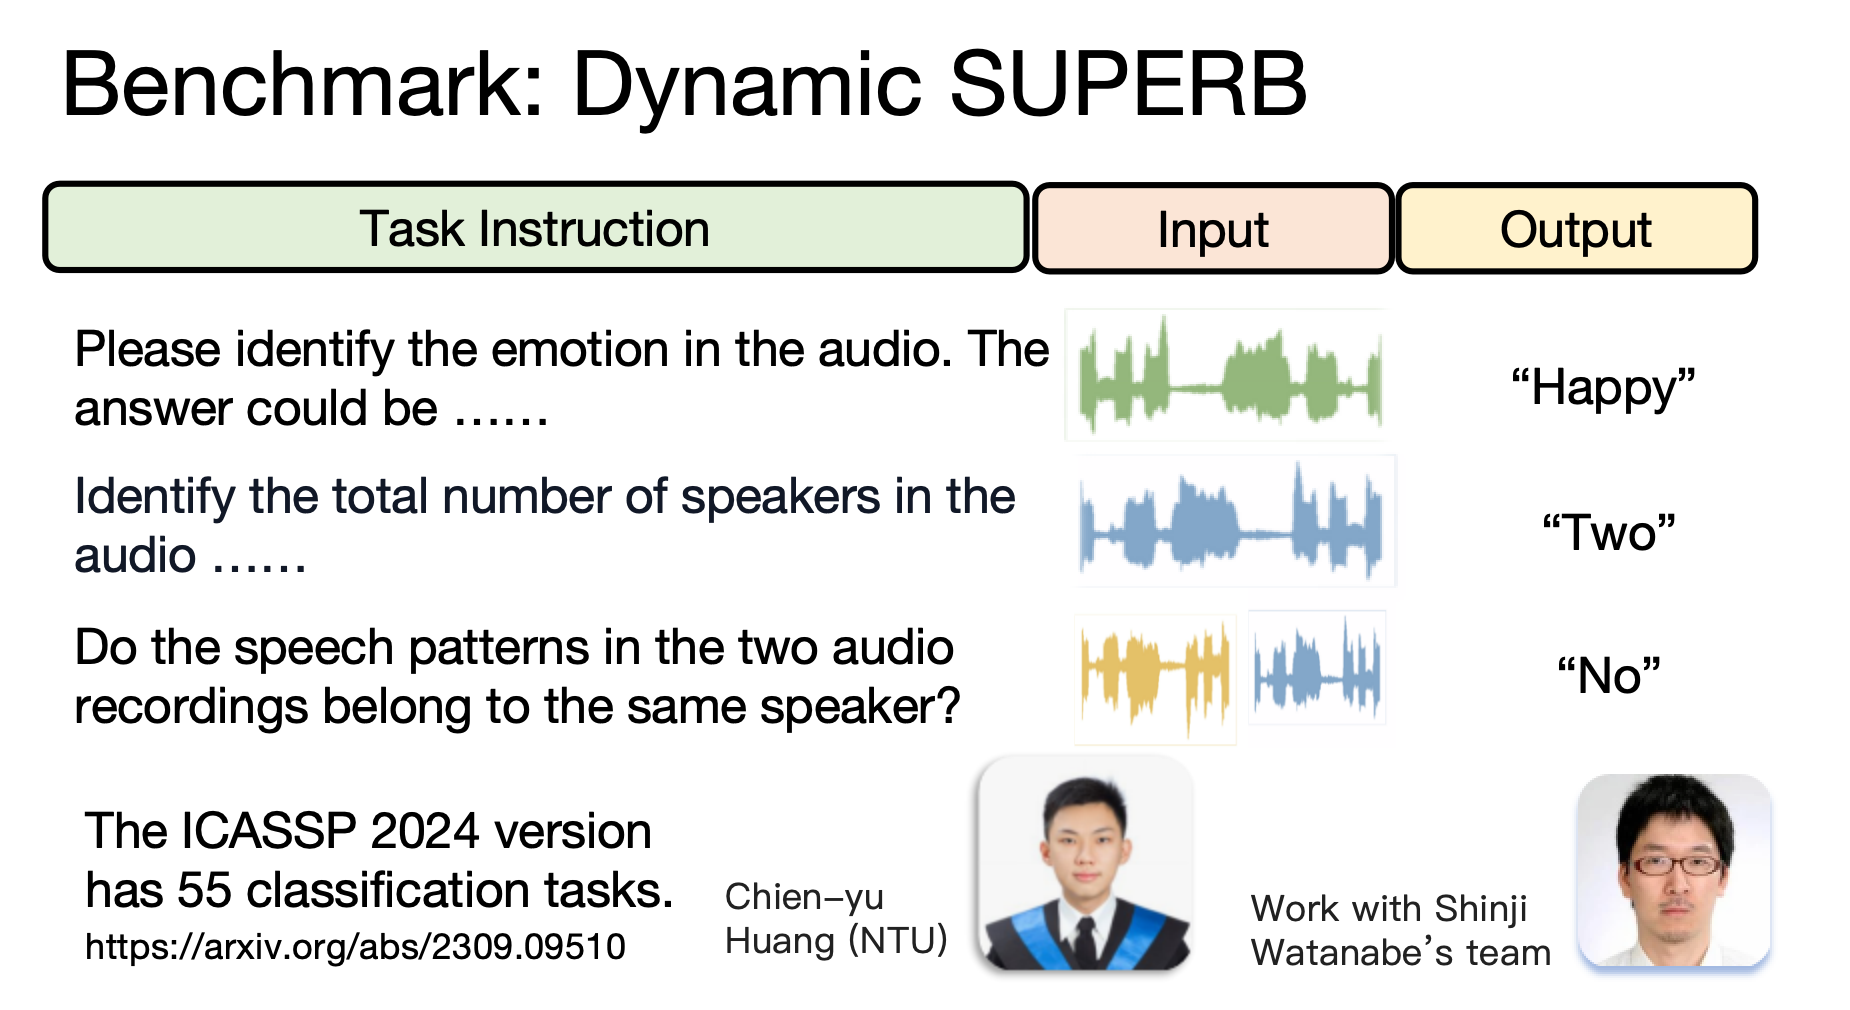 Benchmark: Dynamic SUPERB
Task Instruction
Input
Output
Please identify the emotion in the audio. The
answer could be ……
“Happy”
Identify the total number of speakers in the
audio ……
“Two”
Do the speech patterns in the two audio
recordings belong to the same speaker?
“No”
The ICASSP 2024 version
has 55 classification tasks.
https://arxiv.org/abs/2309.09510
Chien-yu
Huang (NTU)
Work with Shinji
Watanabe’s team